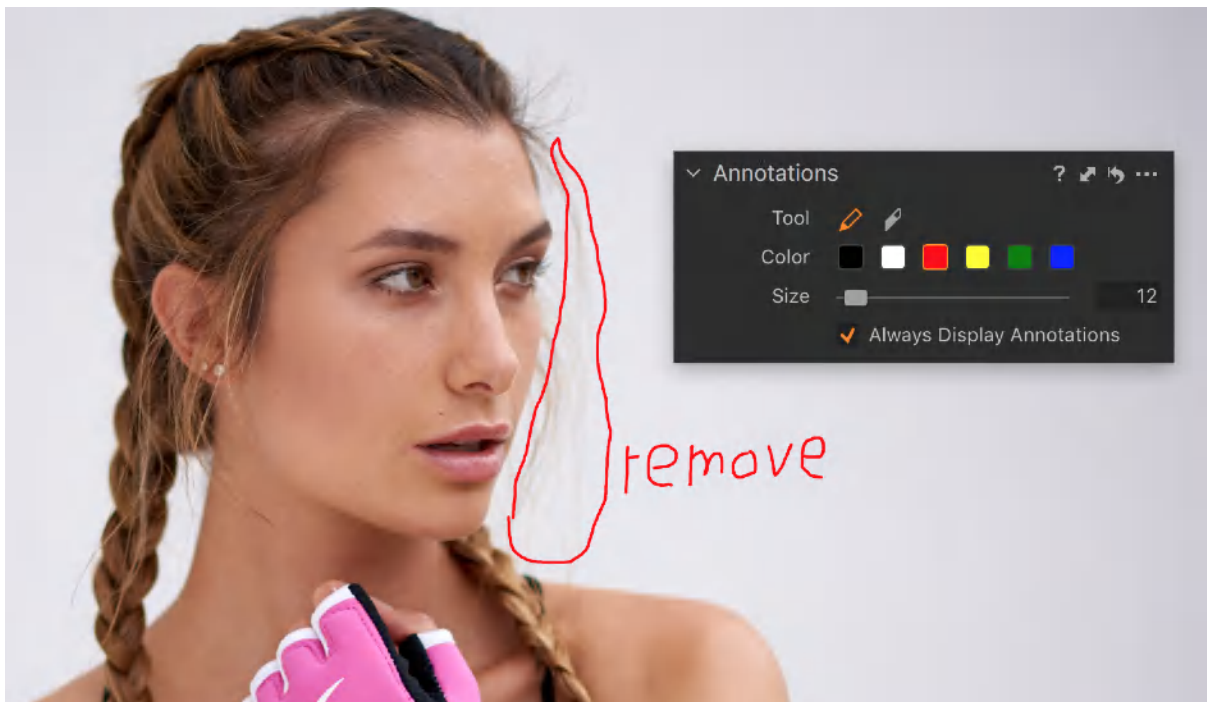 Annotations
?
Tool
Color
Size 12
Always Display Annotations
remove